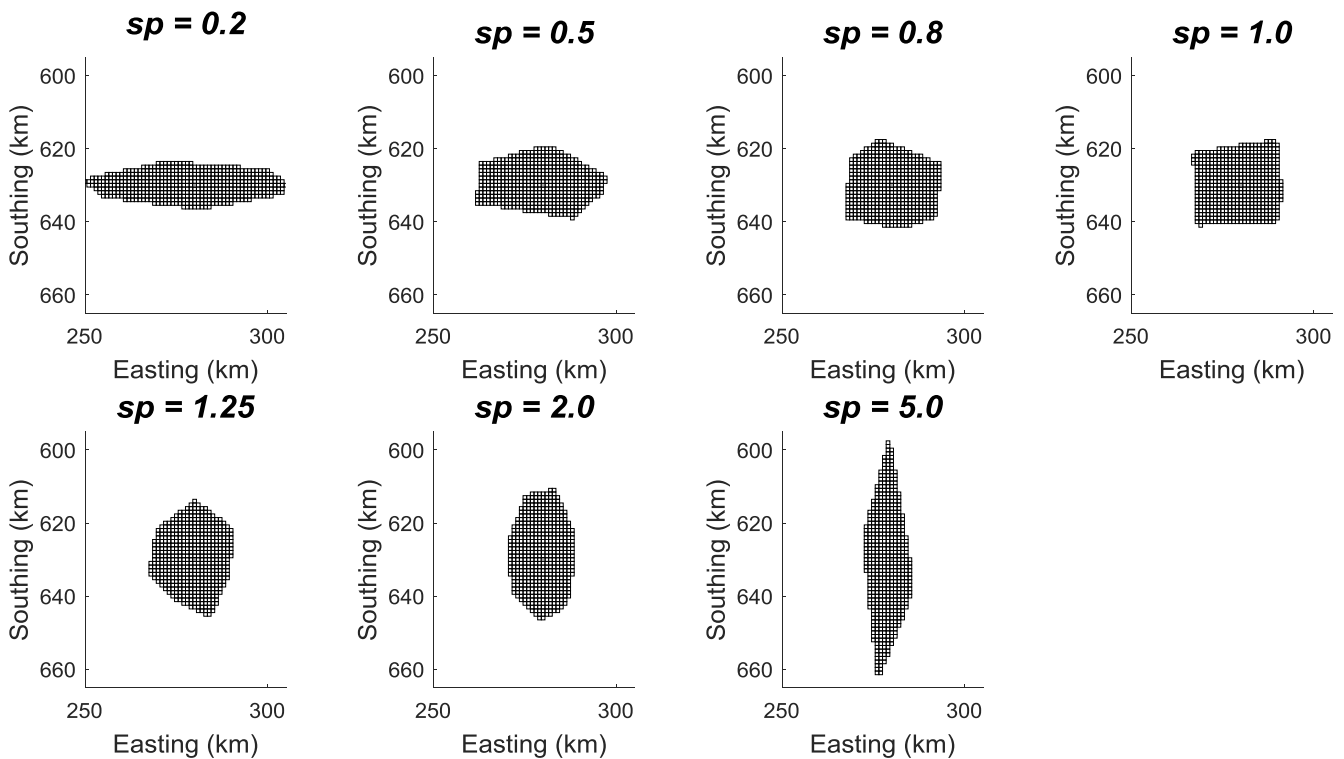 sp = 0.2
600
620
640
660
250
300
Southing (km)
Easting (km)
sp = 0.5
600
620
640
660
250
300
Southing (km)
Easting (km)
sp = 0.8
600
620
640
660
250
300
Southing (km)
Easting (km)
sp = 1.0
600
620
640
660
250
300
Southing (km)
Easting (km)
sp = 1.25
600
620
640
660
250
300
Southing (km)
Easting (km)
sp = 2.0
600
620
640
660
250
300
Southing (km)
Easting (km)
sp = 5.0
600
620
640
660
250
300
Southing (km)
Easting (km)